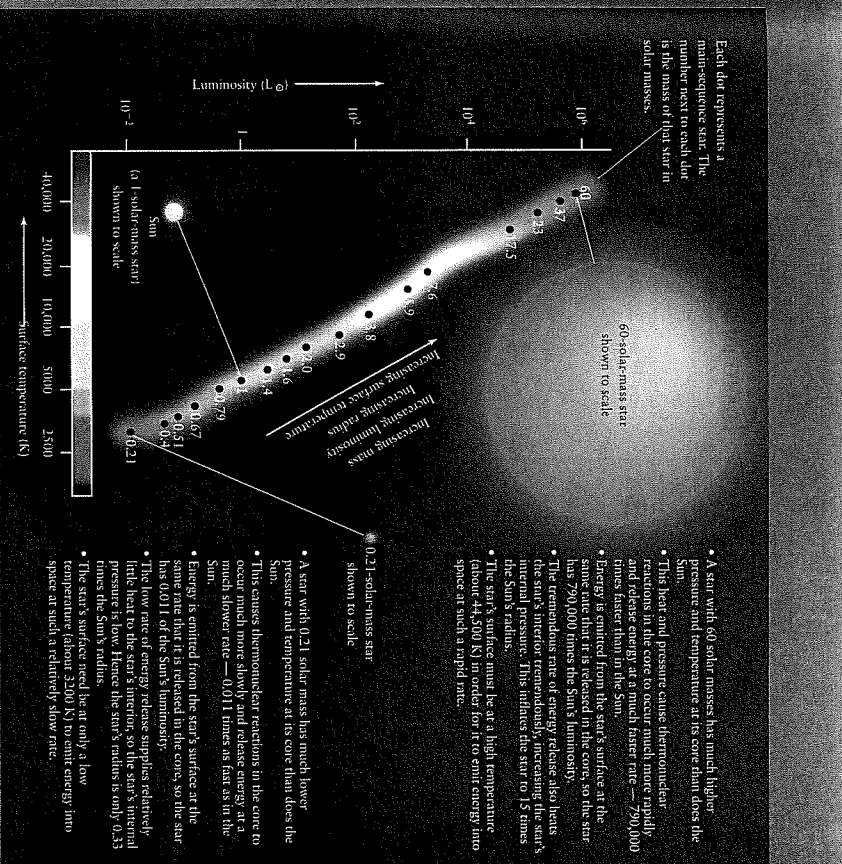 Each dot represents a
main-sequence star. The
number next to each dot
is the mass of that star in
solar masses.
Luminosity (L⊙)
10⁶
10⁴
10²
1
10⁻²
60
17.5
2.9
0.79
0.67
0.51
0.21
60-solar-mass star
shown to scale
Increasing mass
Increasing luminosity
Increasing radius
Increasing surface temperature
Sun
(a 1-solar-mass star)
shown to scale
0.21-solar-mass star
shown to scale
40,000
20,000
10,000
5000
2500
Surface temperature (K)
• A star with 60 solar masses has much higher
pressure and temperature at its core than does the
Sun.
• This heat and pressure cause thermonuclear
reactions in the core to occur much more rapidly
and release energy at a much faster rate — 790,000
times faster than in the Sun.
• Energy is emitted from the star's surface at the
same rate that it is released in the core, so the star
has 790,000 times the Sun's luminosity.
• The tremendous rate of energy release also heats
the star's interior tremendously, increasing the star's
internal pressure. This inflates the star to 15 times
the Sun's radius.
• The star's surface must be at a high temperature
(about 44,500 K) in order for it to emit energy into
space at such a rapid rate.
• A star with 0.21 solar mass has much lower
pressure and temperature at its core than does the
Sun.
• This causes thermonuclear reactions in the core to
occur much more slowly and release energy at a
much slower rate — 0.011 times as fast as in the
Sun.
• Energy is emitted from the star's surface at the
same rate that it is released in the core, so the star
has 0.011 of the Sun's luminosity.
• The low rate of energy release supplies relatively
little heat to the star's interior, so the star's internal
pressure is low. Hence the star's radius is only 0.33
times the Sun's radius.
• The star's surface need be at only a low
temperature (about 3200 K) to emit energy into
space at such a relatively slow rate.